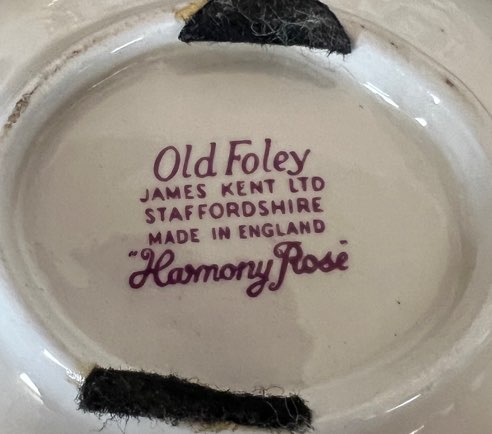 Old Foley
JAMES KENT LTD
STAFFORDSHIRE
MADE IN ENGLAND
"Harmony Rose"